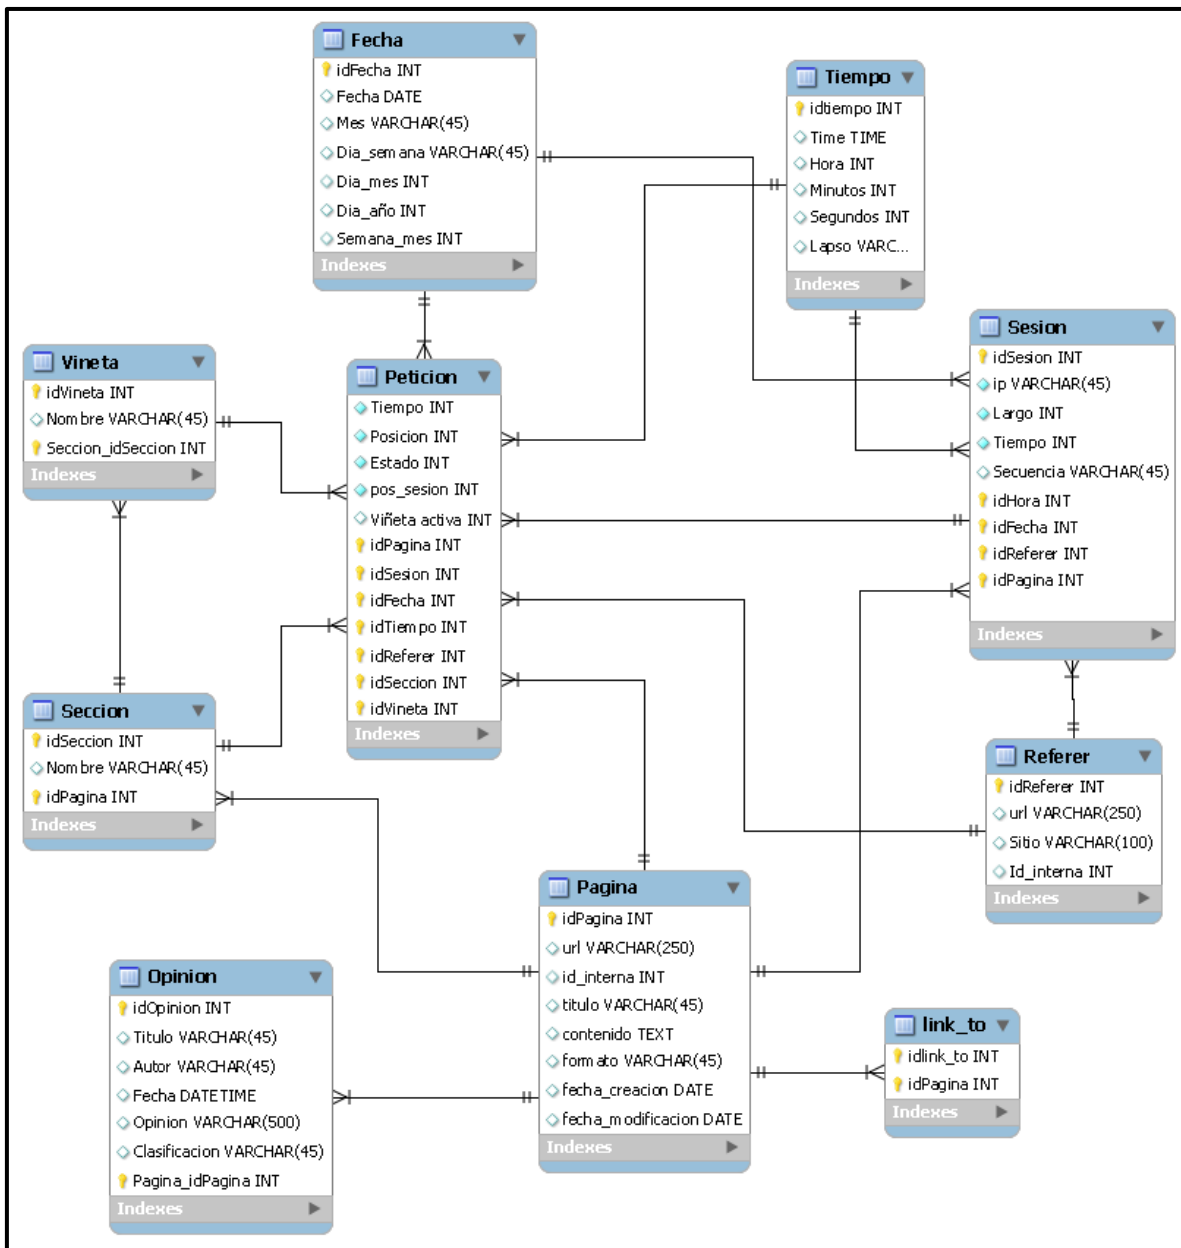 Fecha
idFecha INT
Fecha DATE
Mes VARCHAR(45)
Dia_semana VARCHAR(45)
Dia_mes INT
Dia_año INT
Semana_mes INT
Indexes
Tiempo
idtiempo INT
Time TIME
Hora INT
Minutos INT
Segundos INT
Lapso VARC...
Indexes
Sesion
idSesion INT
ip VARCHAR(45)
Largo INT
Tiempo INT
Secuencia VARCHAR(45)
idHora INT
idFecha INT
idReferer INT
idPagina INT
Indexes
Vineta
idVineta INT
Nombre VARCHAR(45)
Seccion_idSeccion INT
Indexes
Peticion
Tiempo INT
Posicion INT
Estado INT
pos_sesion INT
Viñeta activa INT
idPagina INT
idSesion INT
idFecha INT
idTiempo INT
idReferer INT
idSeccion INT
idVineta INT
Indexes
Seccion
idSeccion INT
Nombre VARCHAR(45)
idPagina INT
Indexes
Referer
idReferer INT
url VARCHAR(250)
Sitio VARCHAR(100)
Id_interna INT
Indexes
Pagina
idPagina INT
url VARCHAR(250)
id_interna INT
titulo VARCHAR(45)
contenido TEXT
formato VARCHAR(45)
fecha_creacion DATE
fecha_modificacion DATE
Indexes
Opinion
idOpinion INT
Titulo VARCHAR(45)
Autor VARCHAR(45)
Fecha DATETIME
Opinion VARCHAR(500)
Clasificacion VARCHAR(45)
Pagina_idPagina INT
Indexes
link_to
idlink_to INT
idPagina INT
Indexes